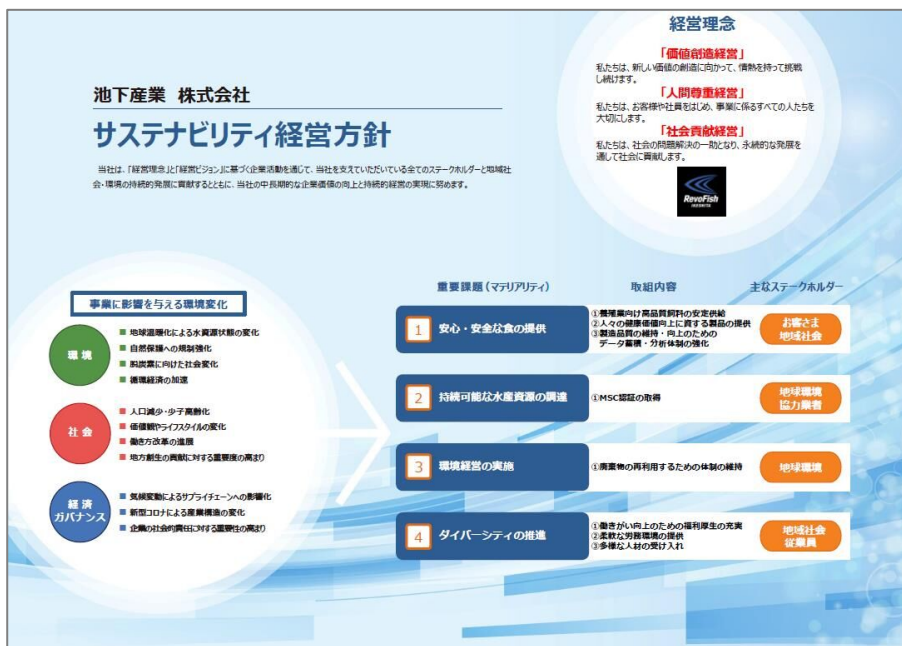 経営理念
「価値創造経営」
私たちは、新しい価値の創造に向かって、情熱を持って挑戦
し続けます。
「人間尊重経営」
私たちは、お客様や社員をはじめ、事業に係るすべての人たちを
大切にします。
「社会貢献経営」
私たちは、社会の問題解決の一助となり、永続的な発展を
通して社会に貢献します。
RevoFish
池下産業 株式会社
サステナビリティ経営方針
当社は、「経営理念」と「経営ビジョン」に基づく企業活動を通じて、当社を支えていただいている全てのステークホルダーと地域社
会・環境の持続的発展に貢献するとともに、当社の中長期的な企業価値の向上と持続的経営の実現に努めます。
事業に影響を与える環境変化
環境
■ 地球温暖化による水資源状態の変化
■ 自然保護への規制強化
■ 脱炭素に向けた社会変化
■ 循環経済の加速
社会
■ 人口減少・少子高齢化
■ 価値観やライフスタイルの変化
■ 働き方改革の進展
■ 地方創生の貢献に対する重要度の高まり
経済
ガバナンス
■ 気候変動によるサプライチェーンへの影響化
■ 新型コロナによる産業構造の変化
■ 企業の社会的責任に対する重要性の高まり
重要課題(マテリアリティ) 取組内容 主なステークホルダー
1 安心・安全な食の提供
①養殖業向け高品質飼料の安定供給
②人々の健康価値向上に資する製品の提供
③製造品質の維持・向上のための
データ蓄積・分析体制の強化
お客さま
地域社会
2 持続可能な水産資源の調達
①MSC認証の取得
地球環境
協力業者
3 環境経営の実施
①廃棄物の再利用するための体制の維持
地球環境
4 ダイバーシティの推進
①働きがい向上のための福利厚生の充実
②柔軟な労務環境の提供
③多様な人材の受け入れ
地域社会
従業員